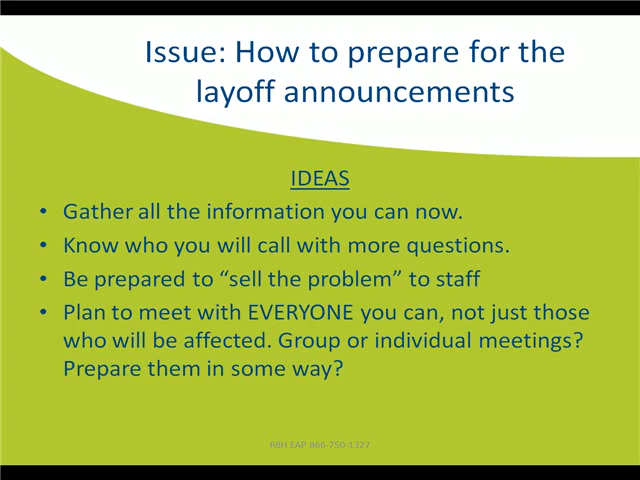 Issue: How to prepare for the
layoff announcements
IDEAS
• Gather all the information you can now.
• Know who you will call with more questions.
• Be prepared to “sell the problem” to staff
• Plan to meet with EVERYONE you can, not just those
who will be affected. Group or individual meetings?
Prepare them in some way?
RBH EAP 866-750-1327